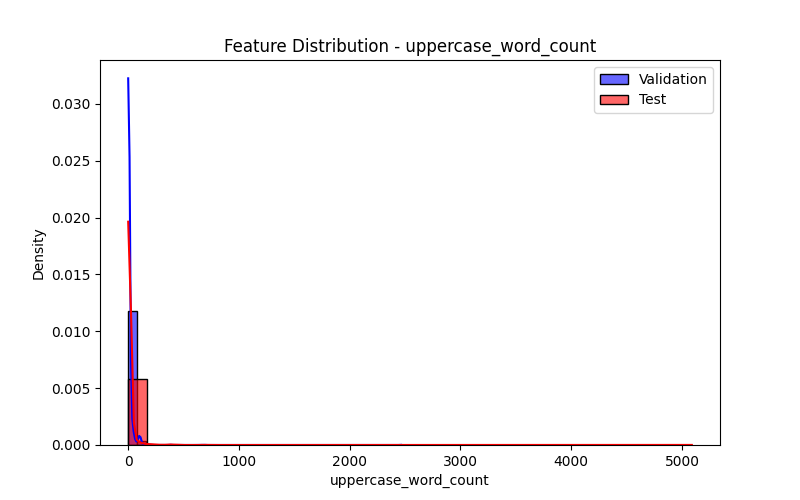 Feature Distribution - uppercase_word_count
Validation
Test
Density
0.030
0.025
0.020
0.015
0.010
0.005
0.000
0 1000 2000 3000 4000 5000
uppercase_word_count